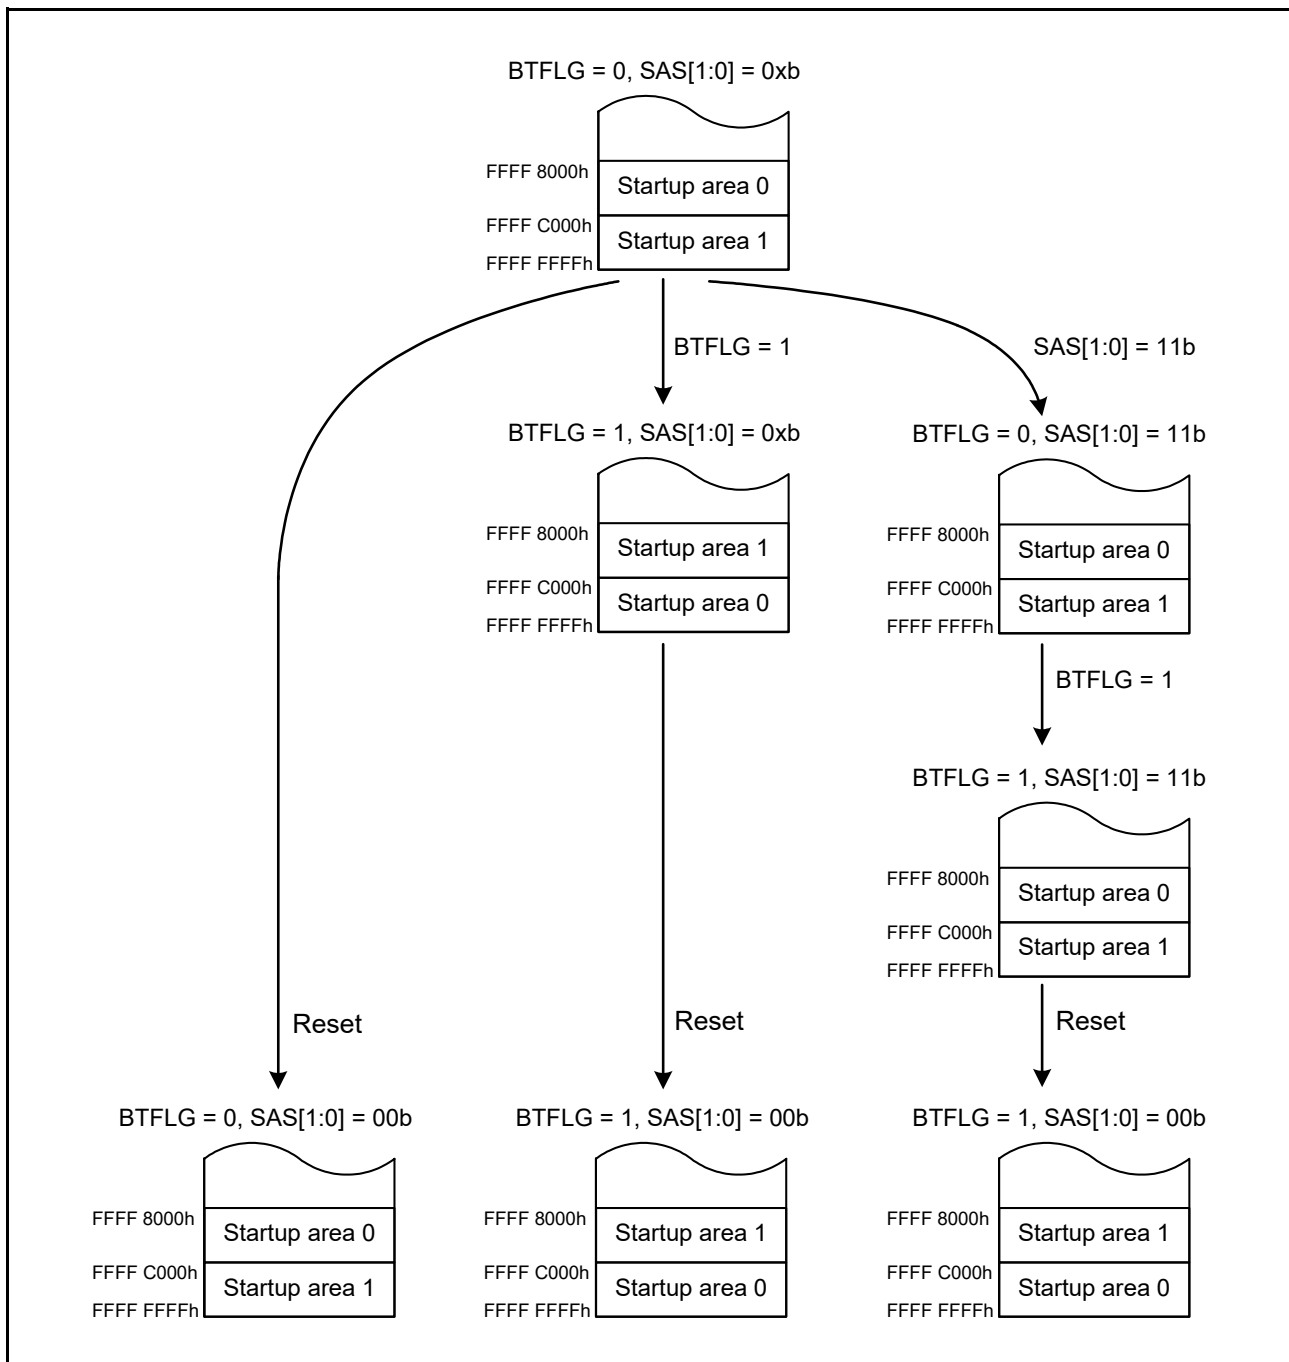 BTFLG = 0, SAS[1:0] = 0xb
FFFF 8000h
Startup area 0
FFFF C000h
Startup area 1
FFFF FFFFh
BTFLG = 1
SAS[1:0] = 11b
BTFLG = 1, SAS[1:0] = 0xb
FFFF 8000h
Startup area 1
FFFF C000h
Startup area 0
FFFF FFFFh
BTFLG = 0, SAS[1:0] = 11b
FFFF 8000h
Startup area 0
FFFF C000h
Startup area 1
FFFF FFFFh
BTFLG = 1
BTFLG = 1, SAS[1:0] = 11b
FFFF 8000h
Startup area 0
FFFF C000h
Startup area 1
FFFF FFFFh
Reset
Reset
Reset
BTFLG = 0, SAS[1:0] = 00b
FFFF 8000h
Startup area 0
FFFF C000h
Startup area 1
FFFF FFFFh
BTFLG = 1, SAS[1:0] = 00b
FFFF 8000h
Startup area 1
FFFF C000h
Startup area 0
FFFF FFFFh
BTFLG = 1, SAS[1:0] = 00b
FFFF 8000h
Startup area 1
FFFF C000h
Startup area 0
FFFF FFFFh